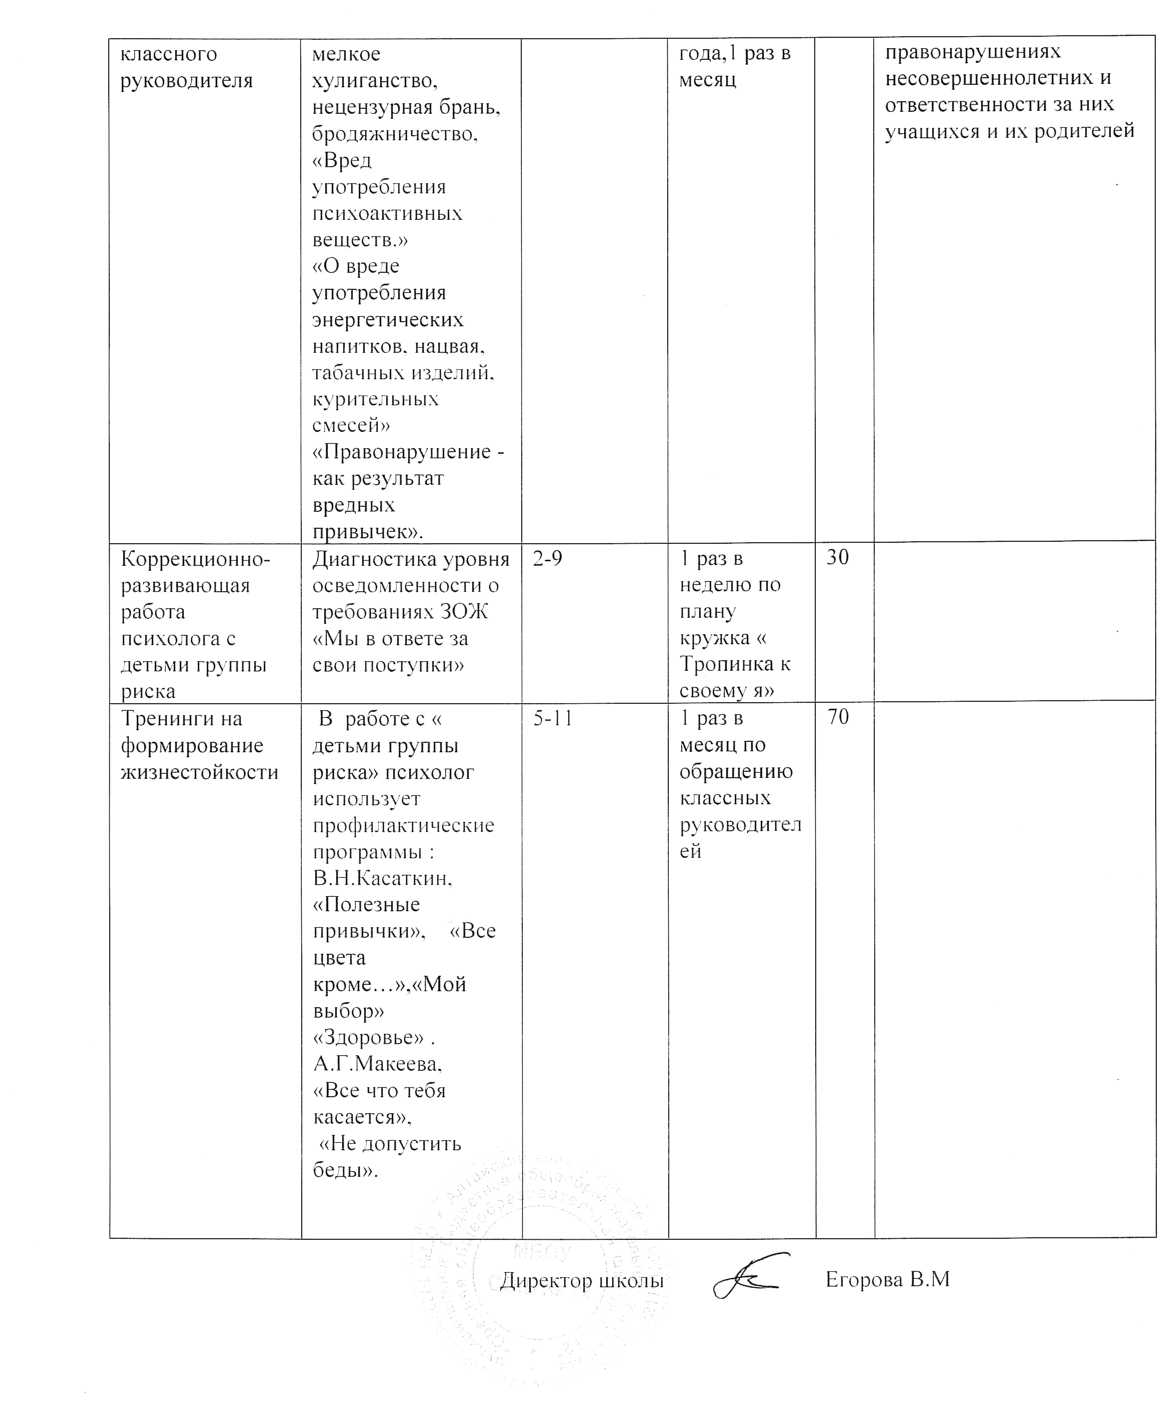 классного
руководителя
мелкое
хулиганство,
нецензурная брань,
бродяжничество,
«Вред
употребления
психоактивных
веществ.»
«О вреде
употребления
энергетических
напитков, нацвая,
табачных изделий,
курительных
смесей»
«Правонарушение -
как результат
вредных
привычек».
года,1 раз в
месяц
правонарушениях
несовершеннолетних и
ответственности за них
учащихся и их родителей
Коррекционно-
развивающая
работа
психолога с
детьми группы
риска
Диагностика уровня
осведомленности о
требованиях ЗОЖ
«Мы в ответе за
свои поступки»
2-9
1 раз в
неделю по
плану
кружка «
Тропинка к
своему я»
30
Тренинги на
формирование
жизнестойкости
В  работе с «
детьми группы
риска» психолог
использует
профилактические
программы :
В.Н.Касаткин,
«Полезные
привычки»,    «Все
цвета
кроме…»,«Мой
выбор»
«Здоровье» .
А.Г.Макеева,
«Все что тебя
касается»,
«Не допустить
беды».
5-11
1 раз в
месяц по
обращению
классных
руководител
ей
70
МБОУ
Директор школы
Егорова В.М